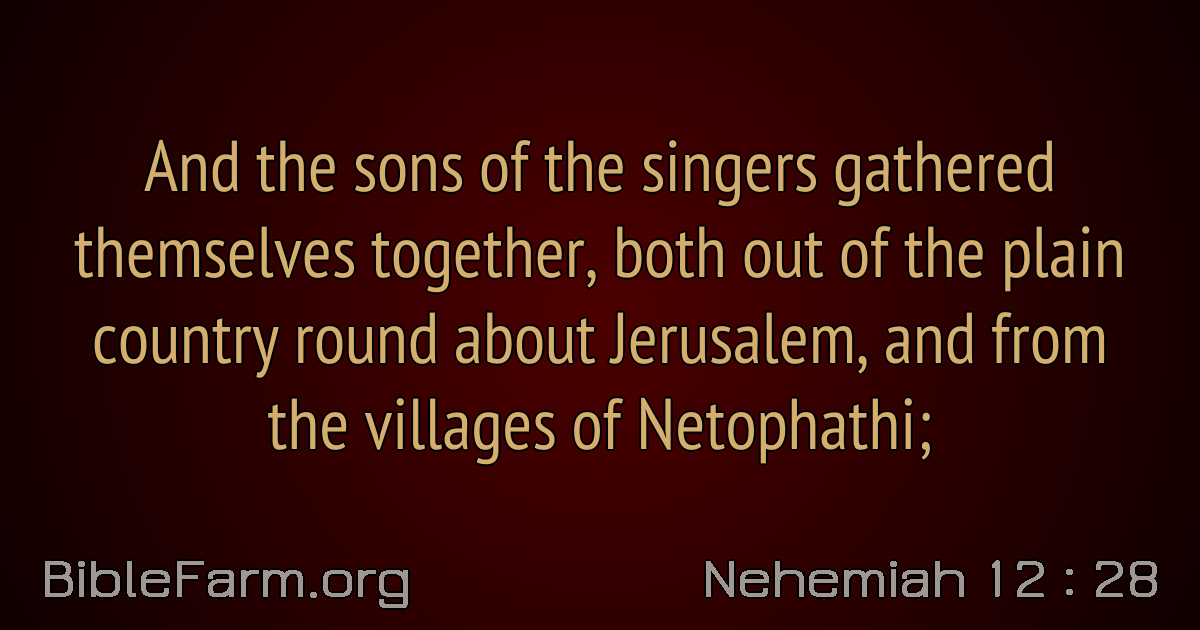 And the sons of the singers gathered
themselves together, both out of the plain
country round about Jerusalem, and from
the villages of Netophathi;
BibleFarm.org
Nehemiah 12 : 28